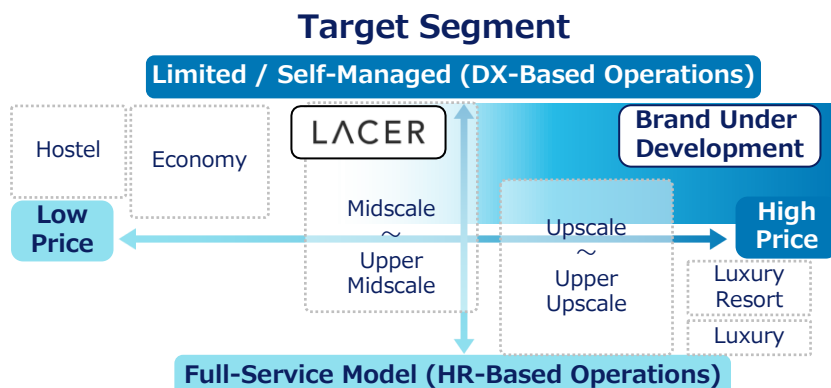 Target Segment
Limited / Self-Managed (DX-Based Operations)
Hostel
Economy
LACER
Brand Under
Development
Low
Price
Midscale
～
Upper
Midscale
Upscale
～
Upper
Upscale
High
Price
Luxury
Resort
Luxury
Full-Service Model (HR-Based Operations)